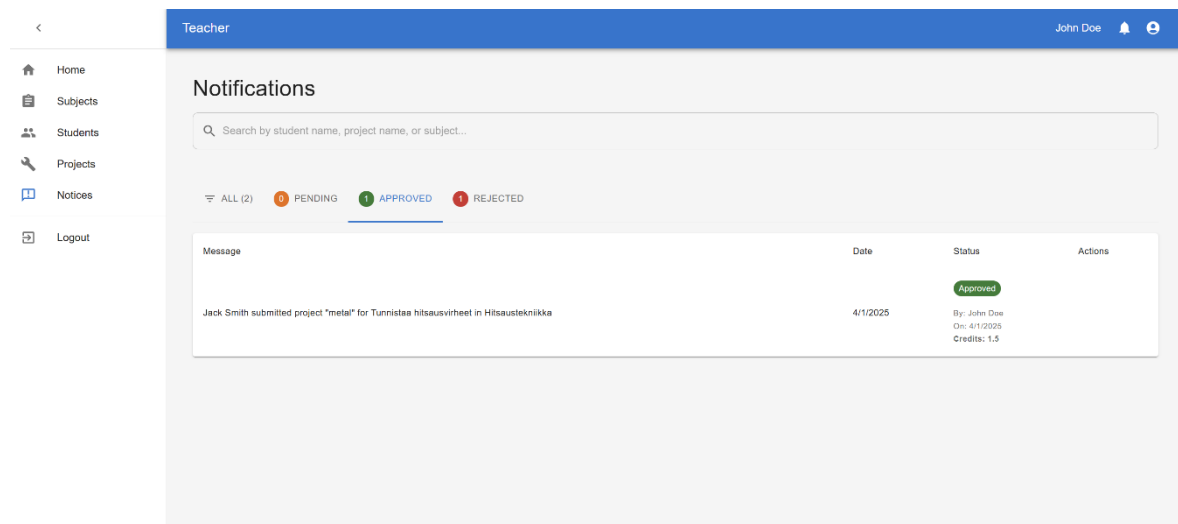 Teacher
John Doe
Home
Subjects
Students
Projects
Notices
Logout
Notifications
Search by student name, project name, or subject...
ALL (2)
0 PENDING
1 APPROVED
1 REJECTED
Message Date Status Actions
Approved
Jack Smith submitted project "metal" for Tunnistaa hitsausvirheet in Hitsaustekniikka 4/1/2025
By: John Doe
On: 4/1/2025
Credits: 1.5